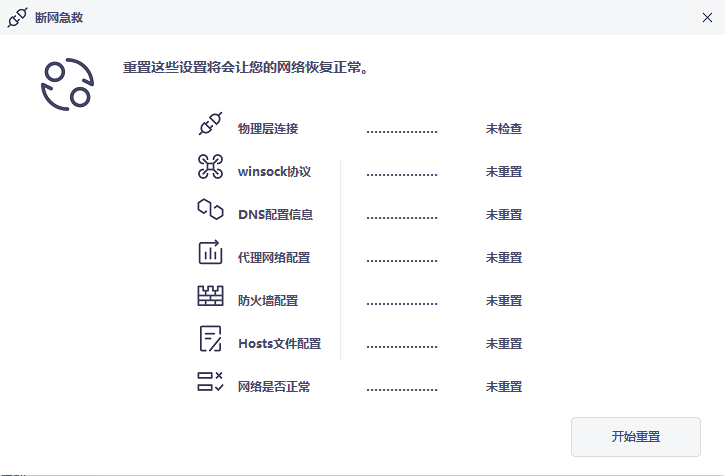 断网急救
重置这些设置将会让您的网络恢复正常。
物理层连接 .................. 未检查
winsock协议 .................. 未重置
DNS配置信息 .................. 未重置
代理网络配置 .................. 未重置
防火墙配置 .................. 未重置
Hosts文件配置 .................. 未重置
网络是否正常 .................. 未重置
开始重置